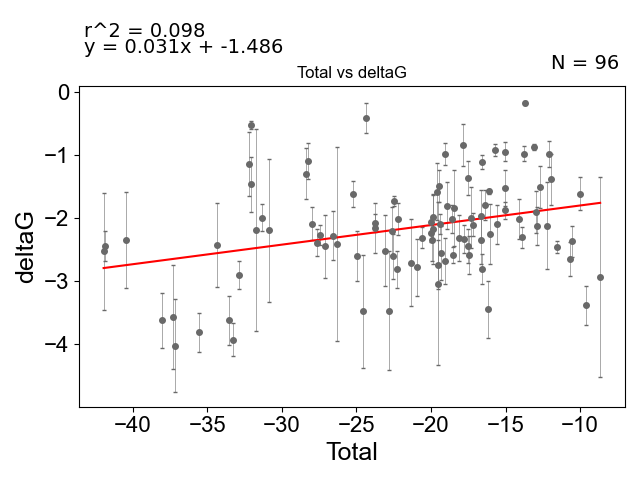 r^2 = 0.098
y = 0.031x + -1.486
N = 96
Total vs deltaG
deltaG
0
−1
−2
−3
−4
−40
−35
−30
−25
−20
−15
−10
Total